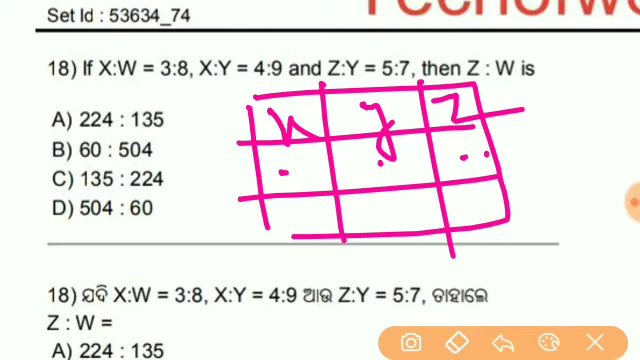 Set Id : 53634_74
18) If X:W = 3:8, X:Y = 4:9 and Z:Y = 5:7, then Z : W is
A) 224 : 135
B) 60 : 504
C) 135 : 224
D) 504 : 60
y z
18) ଯଦି X:W = 3:8, X:Y = 4:9 ଆଉ Z:Y = 5:7, ତାହାଲେ
Z : W =
A) 224 : 135